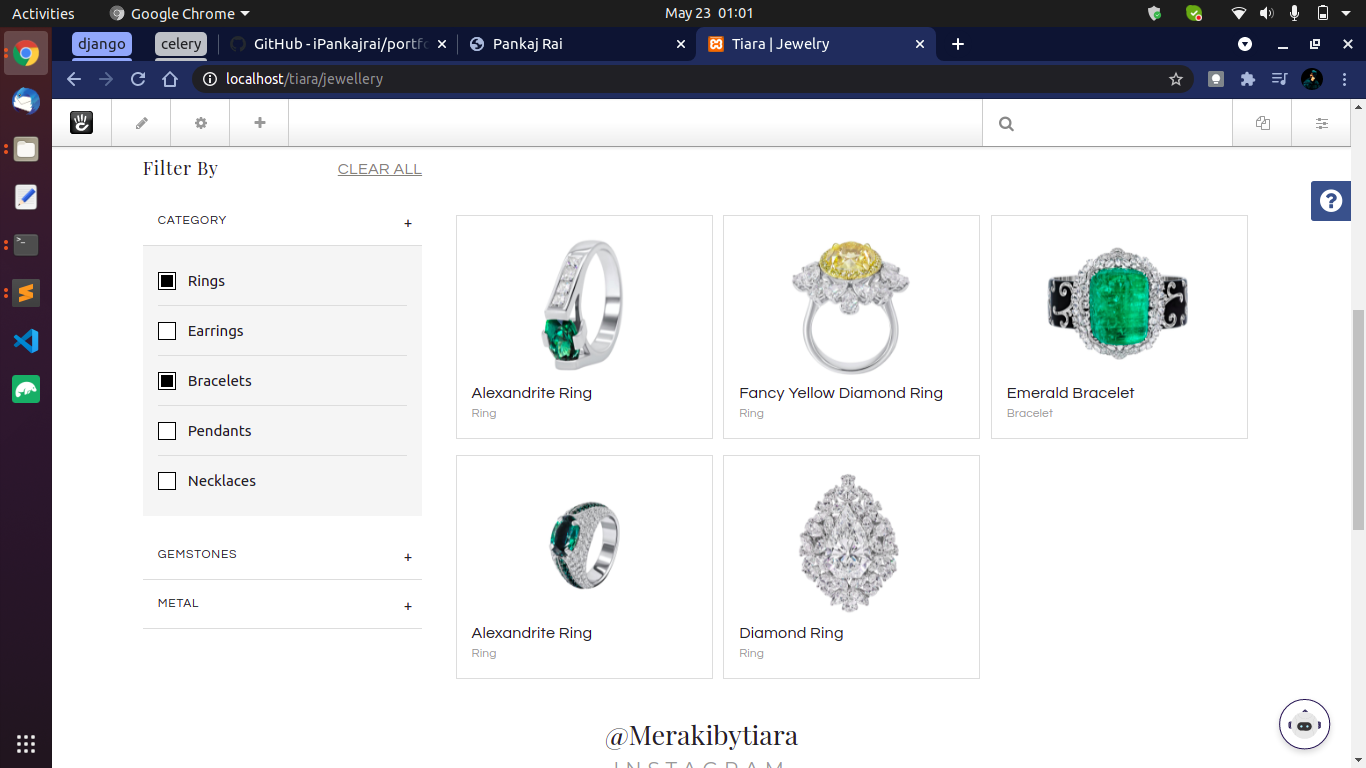 Activities
Google Chrome
May 23 01:01
django
celery
GitHub - iPankajrai/portfo
Pankaj Rai
Tiara | Jewelry
localhost/tiara/jewellery
Filter By
CLEAR ALL
CATEGORY
+
Rings
Earrings
Bracelets
Pendants
Necklaces
GEMSTONES
+
METAL
+
Alexandrite Ring
Ring
Fancy Yellow Diamond Ring
Ring
Emerald Bracelet
Bracelet
Alexandrite Ring
Ring
Diamond Ring
Ring
@Merakibytiara
INSTAGRAM